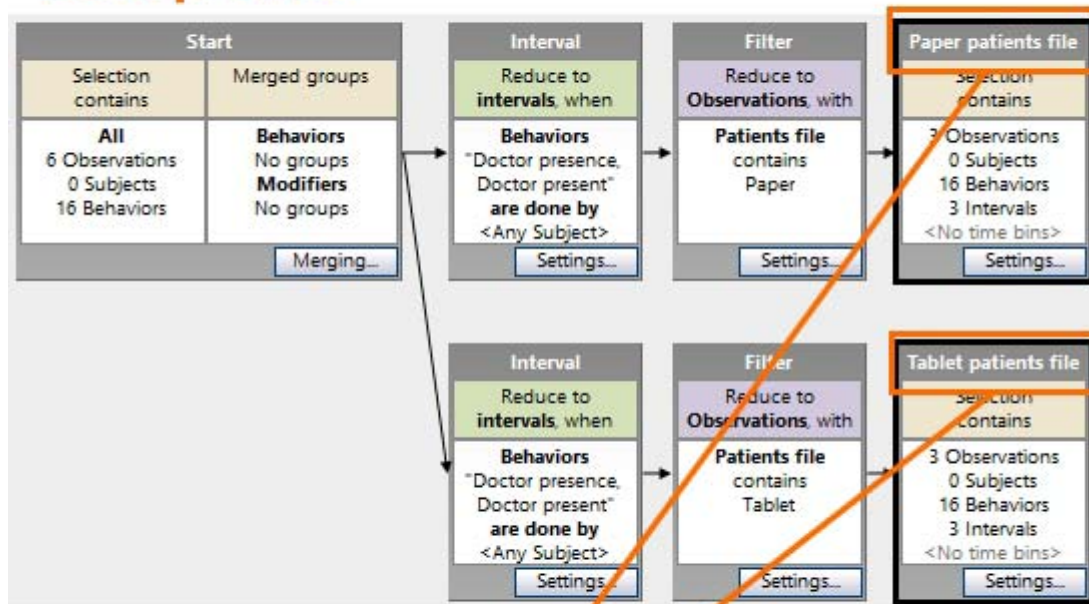 Start
Selection
contains
Merged groups
All
6 Observations
0 Subjects
16 Behaviors
Behaviors
No groups
Modifiers
No groups
Merging...
Interval
Reduce to
intervals, when
Behaviors
"Doctor presence,
Doctor present"
are done by
<Any Subject>
Settings...
Filter
Reduce to
Observations, with
Patients file
contains
Paper
Settings...
Paper patients file
Selection
contains
3 Observations
0 Subjects
16 Behaviors
3 Intervals
<No time bins>
Settings...
Interval
Reduce to
intervals, when
Behaviors
"Doctor presence,
Doctor present"
are done by
<Any Subject>
Settings...
Filter
Reduce to
Observations, with
Patients file
contains
Tablet
Settings...
Tablet patients file
Selection
contains
3 Observations
0 Subjects
16 Behaviors
3 Intervals
<No time bins>
Settings...